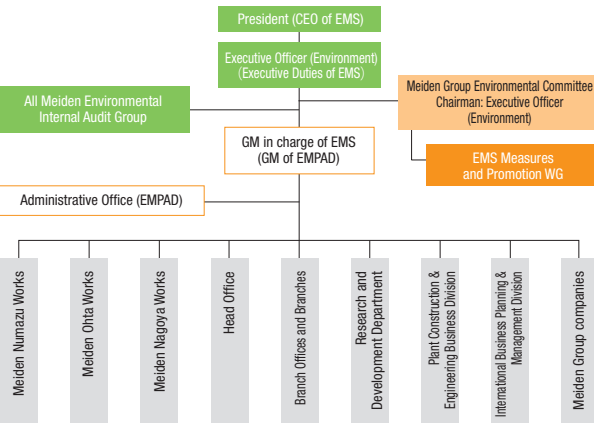 President (CEO of EMS)
Executive Officer (Environment)
(Executive Duties of EMS)
All Meiden Environmental
Internal Audit Group
Meiden Group Environmental Committee
Chairman: Executive Officer
(Environment)
GM in charge of EMS
(GM of EMPAD)
EMS Measures
and Promotion WG
Administrative Office (EMPAD)
Meiden Numazu Works
Meiden Ohta Works
Meiden Nagoya Works
Head Office
Branch Offices and Branches
Research and
Development Department
Plant Construction &
Engineering Business Division
International Business Planning &
Management Division
Meiden Group companies